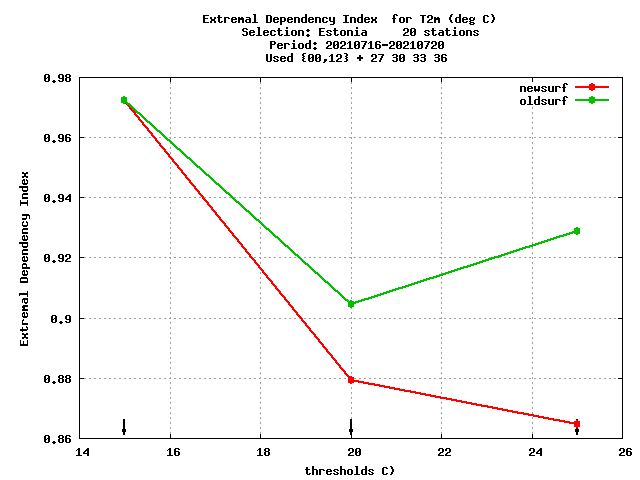 Extremal Dependency Index  for T2m (deg C)
Selection: Estonia     20 stations
Period: 20210716-20210720
Used {00,12} + 27 30 33 36
newsurf
oldsurf
0.98
0.96
0.94
0.92
0.9
0.88
0.86
Extremal Dependency Index
14 16 18 20 22 24 26
thresholds C)